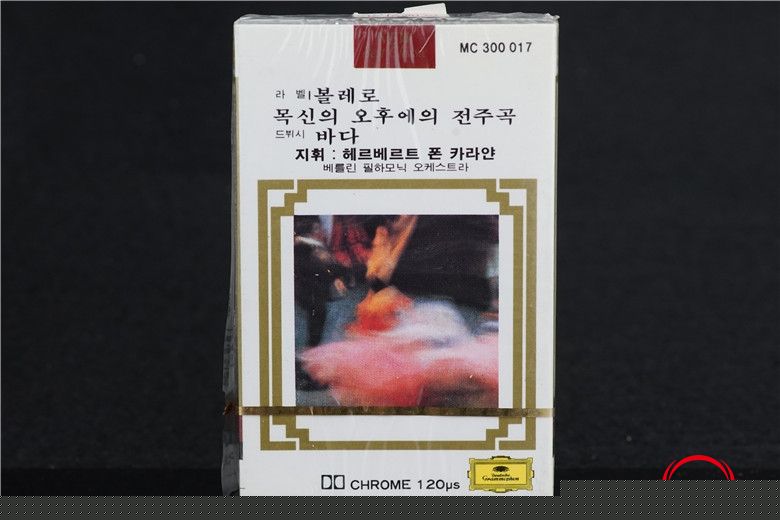 MC 300 017
라 벨 볼레로
목신의 오후에의 전주곡
드뷔시 바다
지휘 : 헤르베르트 폰 카라얀
베를린 필하모닉 오케스트라
CHROME 120µs
Deutsche
Grammophon